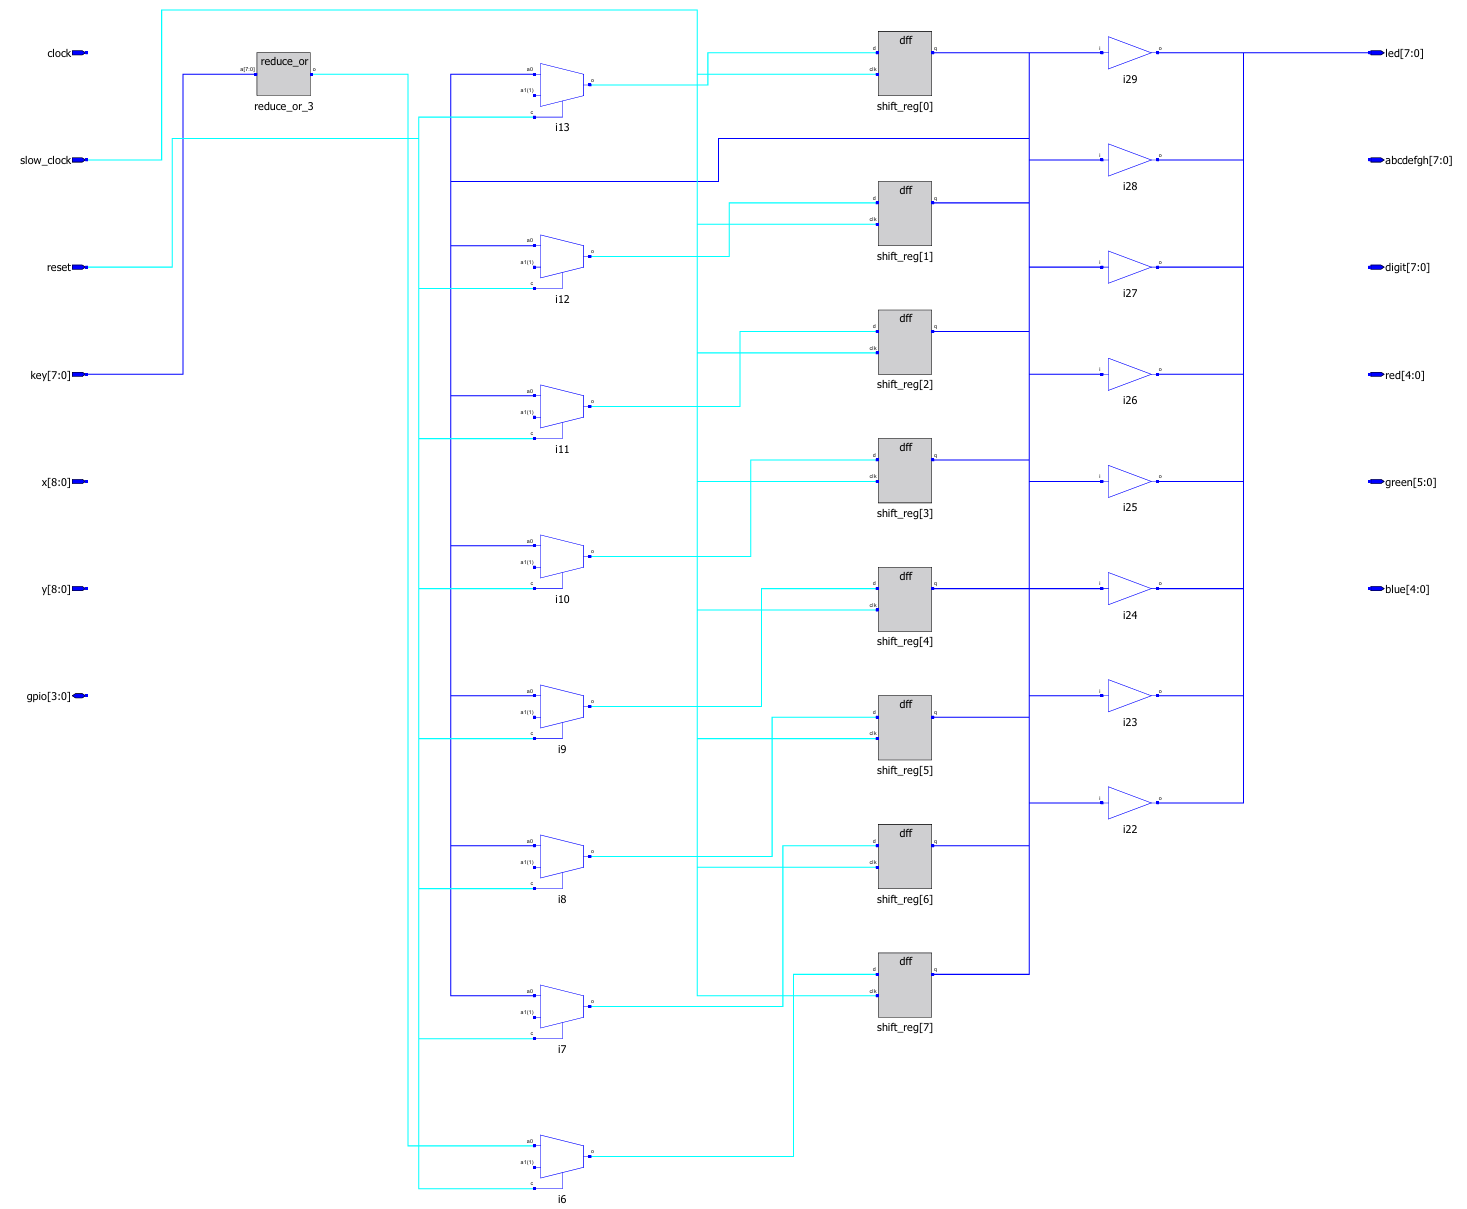 clock
slow_clock
reset
key[7:0]
x[8:0]
y[8:0]
gpio[3:0]
reduce_or
a[7:0]
o
reduce_or_3
a0
a1(1)
c
o
i13
a0
a1(1)
c
o
i12
a0
a1(1)
c
o
i11
a0
a1(1)
c
o
i10
a0
a1(1)
c
o
i9
a0
a1(1)
c
o
i8
a0
a1(1)
c
o
i7
a0
a1(1)
c
o
i6
dff
d
clk
q
shift_reg[0]
dff
d
clk
q
shift_reg[1]
dff
d
clk
q
shift_reg[2]
dff
d
clk
q
shift_reg[3]
dff
d
clk
q
shift_reg[4]
dff
d
clk
q
shift_reg[5]
dff
d
clk
q
shift_reg[6]
dff
d
clk
q
shift_reg[7]
i
o
i29
i
o
i28
i
o
i27
i
o
i26
i
o
i25
i
o
i24
i
o
i23
i
o
i22
led[7:0]
abcdefgh[7:0]
digit[7:0]
red[4:0]
green[5:0]
blue[4:0]